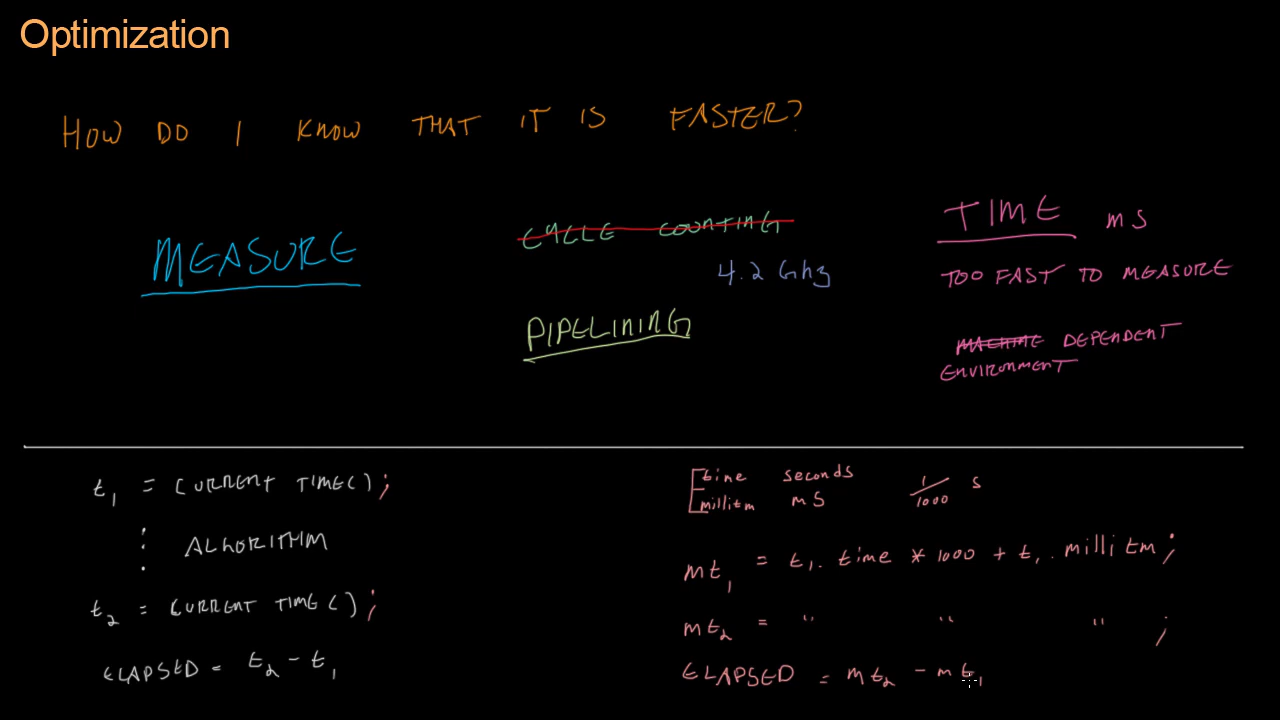 Optimization
HOW DO I KNOW THAT IT IS FASTER?
MEASURE
CYCLE COUNTING
4.2 Ghz
PIPELINING
TIME ms
TOO FAST TO MEASURE
MACHINE DEPENDENT
ENVIRONMENT
t1 = CURRENT TIME();
ALGORITHM
t2 = CURRENT TIME();
ELAPSED = t2 - t1
time seconds
millitm mS 1/1000 s
mt1 = t1. time * 1000 + t1. millitm;
mt2 = " " " ;
ELAPSED = mt2 - mt1